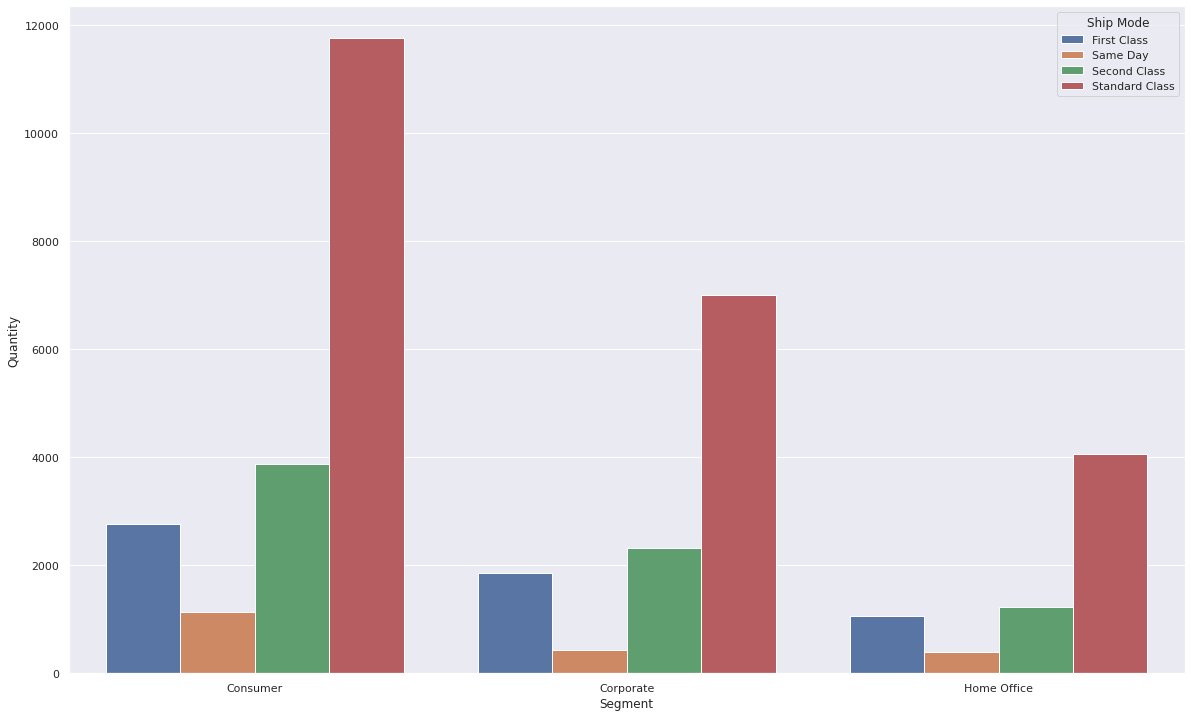 12000
10000
8000
6000
4000
2000
0
Quantity
Consumer
Corporate
Home Office
Segment
Ship Mode
First Class
Same Day
Second Class
Standard Class